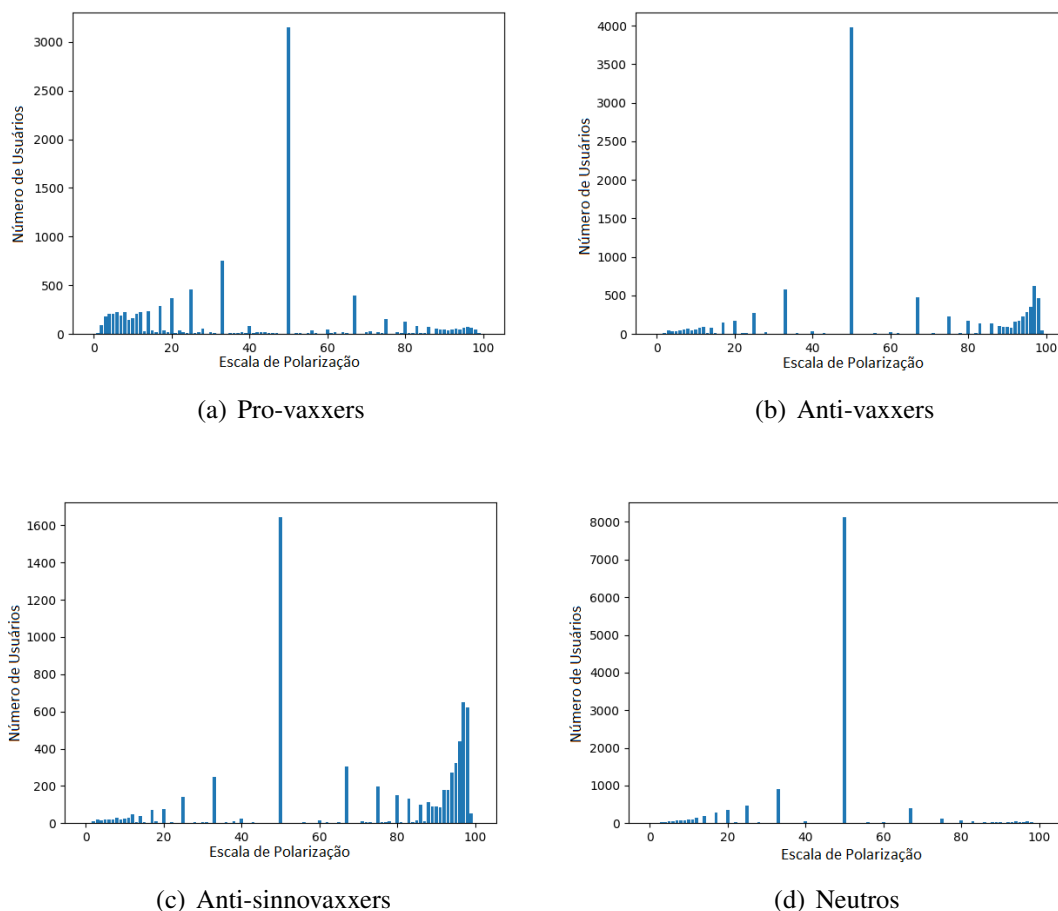 3000
2500
2000
1500
1000
500
0
Número de Usuários
0 20 40 60 80 100
Escala de Polarização
(a) Pro-vaxxers
4000
3500
3000
2500
2000
1500
1000
500
0
Número de Usuários
0 20 40 60 80 100
Escala de Polarização
(b) Anti-vaxxers
1600
1400
1200
1000
800
600
400
200
0
Número de Usuários
0 20 40 60 80 100
Escala de Polarização
(c) Anti-sinnovaxxers
8000
7000
6000
5000
4000
3000
2000
1000
0
Número de Usuários
0 20 40 60 80 100
Escala de Polarização
(d) Neutros